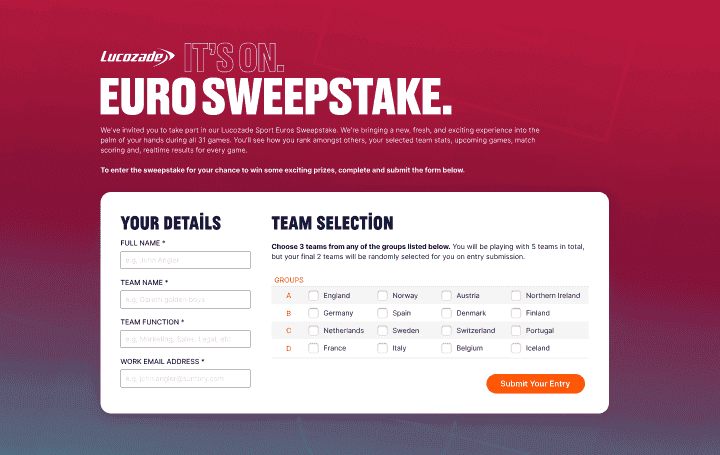 Lucozade IT'S ON.
EURO SWEEPSTAKE.
We've invited you to take part in our Lucozade Sport Euros Sweepstake. We're bringing a new, fresh, and exciting experience into the
palm of your hands during all 31 games. You'll see how you rank amongst others, your selected team stats, upcoming games, match
scoring and, realtime results for every game.
To enter the sweepstake for your chance to win some exciting prizes, complete and submit the form below.
YOUR DETAILS
FULL NAME *
e.g, John Angler
TEAM NAME *
e.g, Gareth golden boys
TEAM FUNCTION *
e.g, Marketing, Sales, Legal, etc
WORK EMAIL ADDRESS *
e.g, john.angler@suntory.com
TEAM SELECTION
Choose 3 teams from any of the groups listed below. You will be playing with 5 teams in total,
but your final 2 teams will be randomly selected for you on entry submission.
GROUPS
A England Norway Austria Northern Ireland
B Germany Spain Denmark Finland
C Netherlands Sweden Switzerland Portugal
D France Italy Belgium Iceland
Submit Your Entry